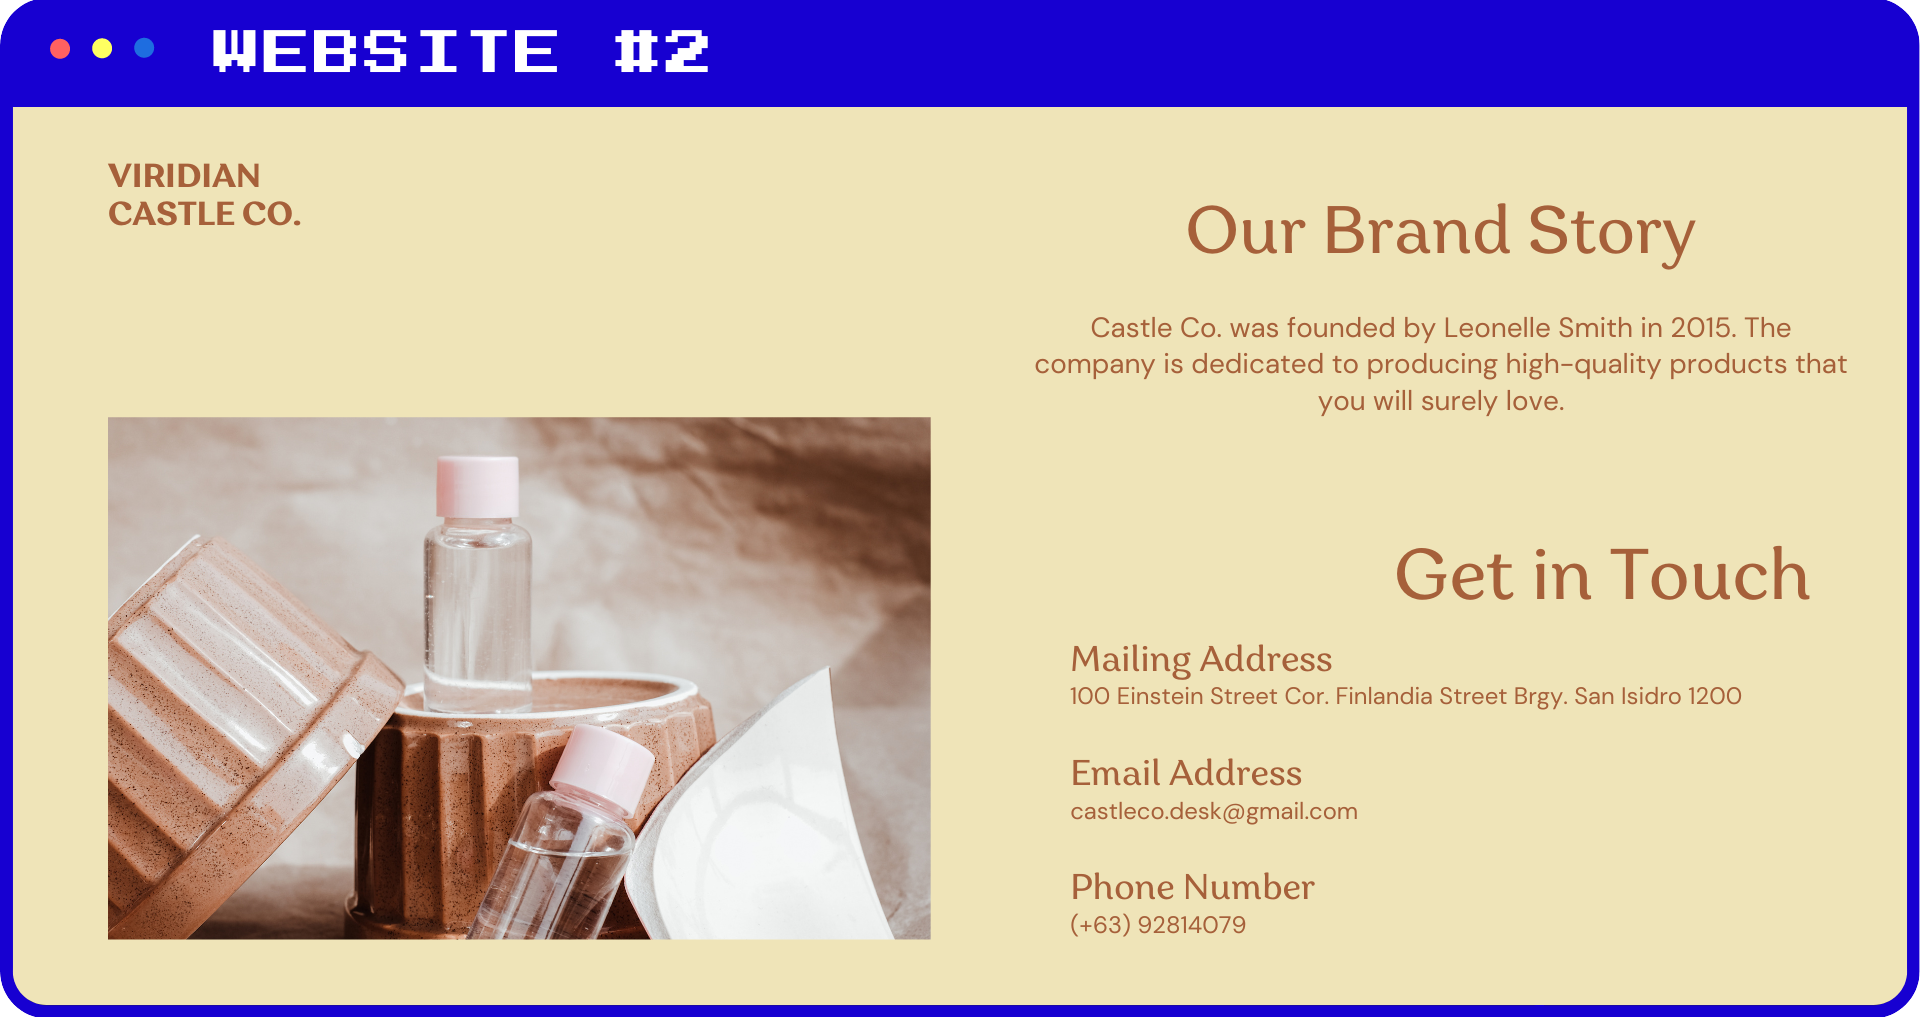 WEBSITE #2
VIRIDIAN
CASTLE CO.
Our Brand Story
Castle Co. was founded by Leonelle Smith in 2015. The
company is dedicated to producing high-quality products that
you will surely love.
Get in Touch
Mailing Address
100 Einstein Street Cor. Finlandia Street Brgy. San Isidro 1200
Email Address
castleco.desk@gmail.com
Phone Number
(+63) 92814079